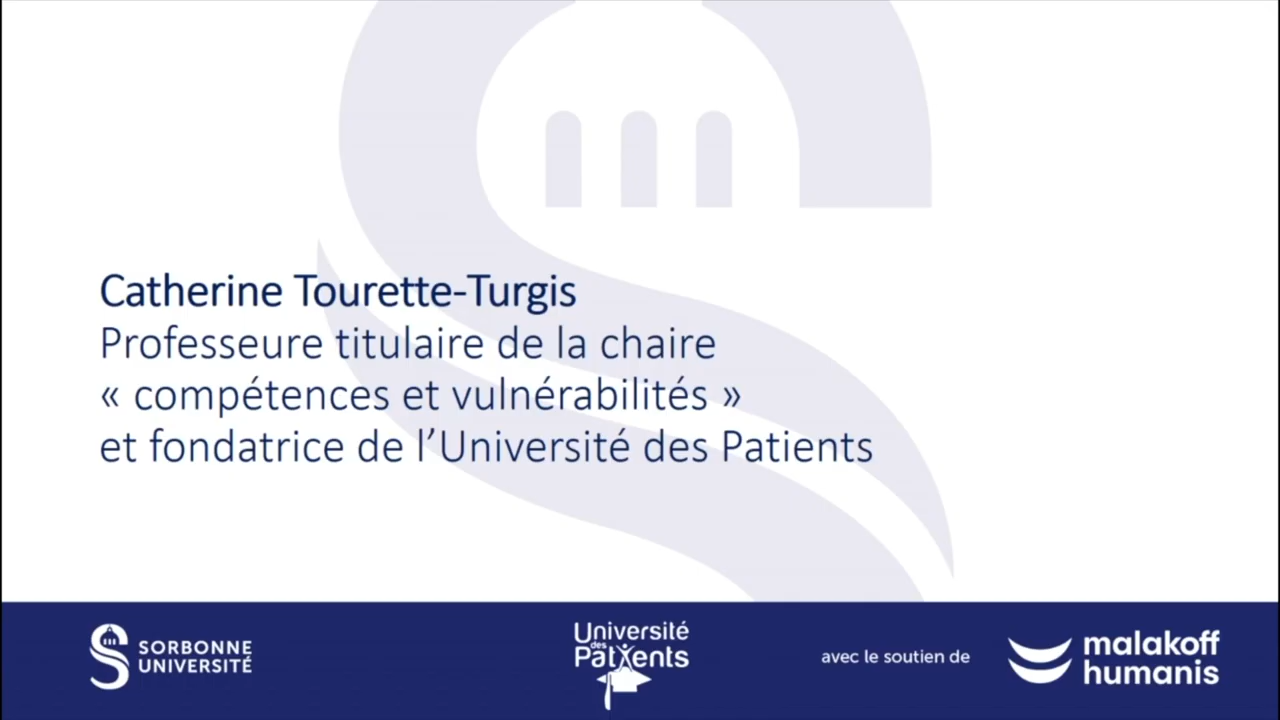 Catherine Tourette-Turgis
Professeure titulaire de la chaire
« compétences et vulnérabilités »
et fondatrice de l’Université des Patients
SORBONNE
UNIVERSITÉ
Université
des
Patients
avec le soutien de
malakoff
humanis